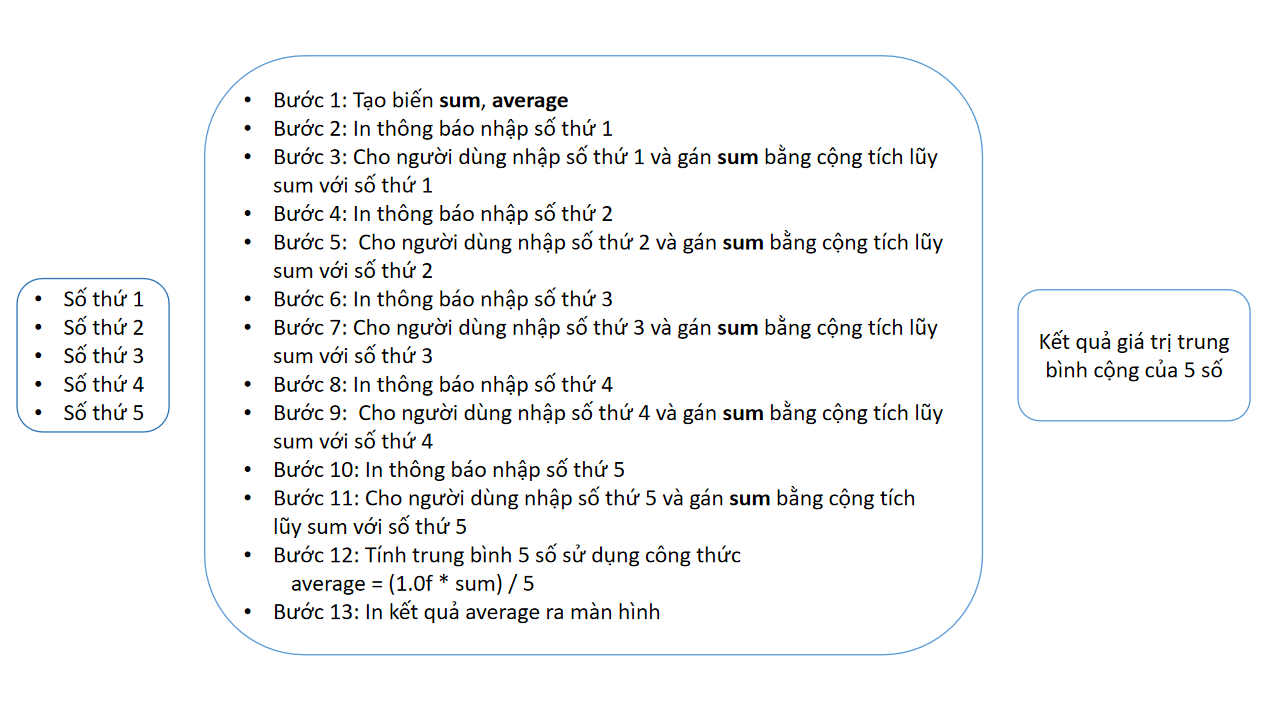 • Số thứ 1
• Số thứ 2
• Số thứ 3
• Số thứ 4
• Số thứ 5
• Bước 1: Tạo biến sum, average
• Bước 2: In thông báo nhập số thứ 1
• Bước 3: Cho người dùng nhập số thứ 1 và gán sum bằng cộng tích lũy
sum với số thứ 1
• Bước 4: In thông báo nhập số thứ 2
• Bước 5:  Cho người dùng nhập số thứ 2 và gán sum bằng cộng tích lũy
sum với số thứ 2
• Bước 6: In thông báo nhập số thứ 3
• Bước 7: Cho người dùng nhập số thứ 3 và gán sum bằng cộng tích lũy
sum với số thứ 3
• Bước 8: In thông báo nhập số thứ 4
• Bước 9:  Cho người dùng nhập số thứ 4 và gán sum bằng cộng tích lũy
sum với số thứ 4
• Bước 10: In thông báo nhập số thứ 5
• Bước 11: Cho người dùng nhập số thứ 5 và gán sum bằng cộng tích
lũy sum với số thứ 5
• Bước 12: Tính trung bình 5 số sử dụng công thức
average = (1.0f * sum) / 5
• Bước 13: In kết quả average ra màn hình
Kết quả giá trị trung
bình cộng của 5 số